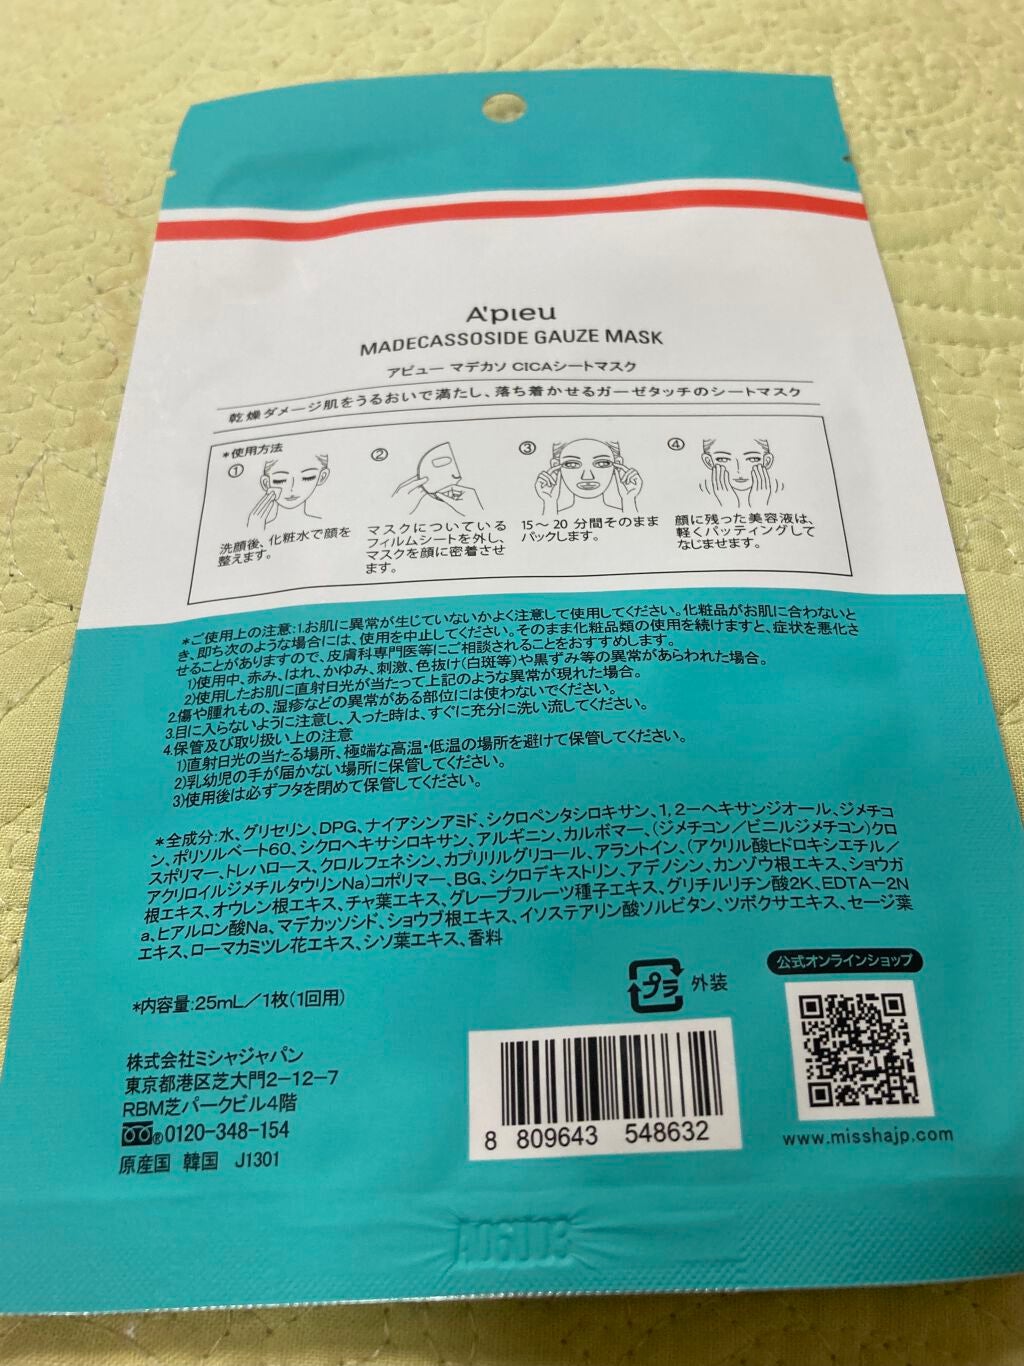 A'pieu
MADECASSOSIDE GAUZE MASK
アピュー マデカソ CICAシートマスク
乾燥ダメージ肌をうるおいで満たし、落ち着かせるガーゼタッチのシートマスク
*使用方法
①
洗顔後、化粧水で顔を
整えます。
②
マスクについている
フィルムシートを外し、
マスクを顔に密着させ
ます。
③
15〜20 分間そのまま
パックします。
④
顔に残った美容液は、
軽くパッティングして
なじませます。
*ご使用上の注意:1.お肌に異常が生じていないかよく注意して使用してください。化粧品がお肌に合わないと
き、即ち次のような場合には、使用を中止してください。そのまま化粧品類の使用を続けますと、症状を悪化さ
せることがありますので、皮膚科専門医等にご相談されることをおすすめします。
1)使用中、赤み、はれ、かゆみ、刺激、色抜け(白斑等)や黒ずみ等の異常があらわれた場合。
2)使用したお肌に直射日光が当たって上記のような異常が現れた場合。
2.傷や腫れもの、湿疹などの異常がある部位には使わないでください。
3.目に入らないように注意し、入った時は、すぐに充分に洗い流してください。
4.保管及び取り扱い上の注意
1)直射日光の当たる場所、極端な高温・低温の場所を避けて保管してください。
2)乳幼児の手が届かない場所に保管してください。
3)使用後は必ずフタを閉めて保管してください。
*全成分:水、グリセリン、DPG、ナイアシンアミド、シクロペンタシロキサン、1,2ーヘキサンジオール、ジメチコ
ン、ポリソルベート60、シクロヘキサシロキサン、アルギニン、カルボマー、(ジメチコン/ビニルジメチコン)クロ
スポリマー、トレハロース、クロルフェネシン、カプリリルグリコール、アラントイン、(アクリル酸ヒドロキシエチル/
アクリロイルジメチルタウリンNa)コポリマー、BG、シクロデキストリン、アデノシン、カンゾウ根エキス、ショウガ
根エキス、オウレン根エキス、チャ葉エキス、グレープフルーツ種子エキス、グリチルリチン酸2K、EDTAー2N
a、ヒアルロン酸Na、マデカッソシド、ショウブ根エキス、イソステアリン酸ソルビタン、ツボクサエキス、セージ葉
エキス、ローマカミツレ花エキス、シソ葉エキス、香料
*内容量:25mL/1枚(1回用)
プラ 外装
公式オンラインショップ
株式会社ミシャジャパン
東京都港区芝大門2-12-7
RBM芝パークビル4階
®0120-348-154
原産国 韓国 J1301
8 809643 548632
www.misshajp.com